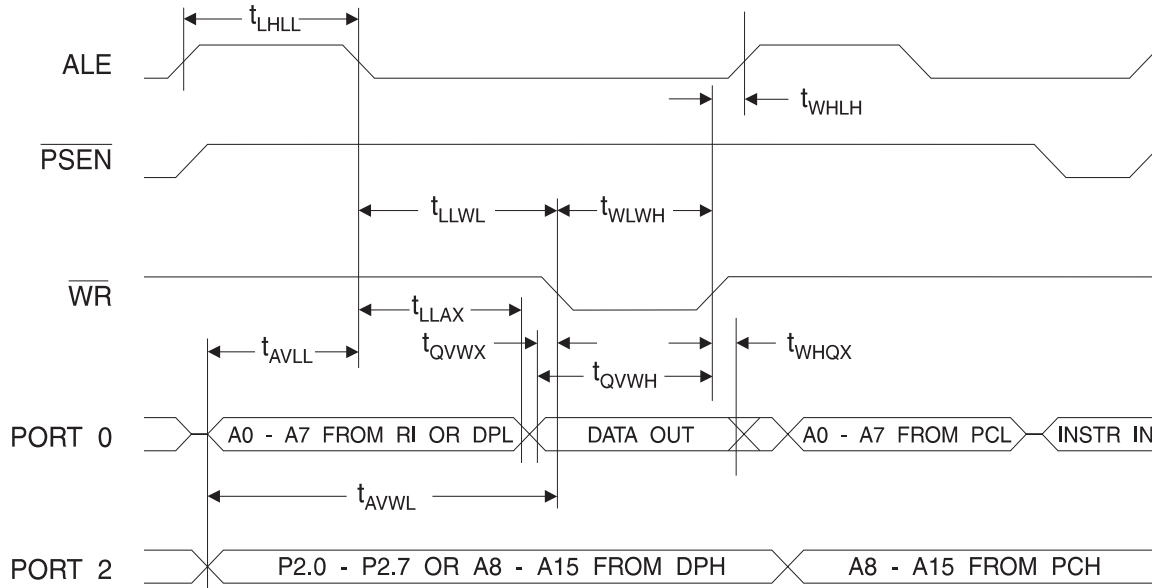 tLHLL
ALE
tWHLH
PSEN
tLLWL
tWLWH
WR
tLLAX
tQVWX
tWHQX
tAVLL
tQVWH
PORT 0
A0 - A7 FROM RI OR DPL
DATA OUT
A0 - A7 FROM PCL
INSTR IN
tAVWL
PORT 2
P2.0 - P2.7 OR A8 - A15 FROM DPH
A8 - A15 FROM PCH